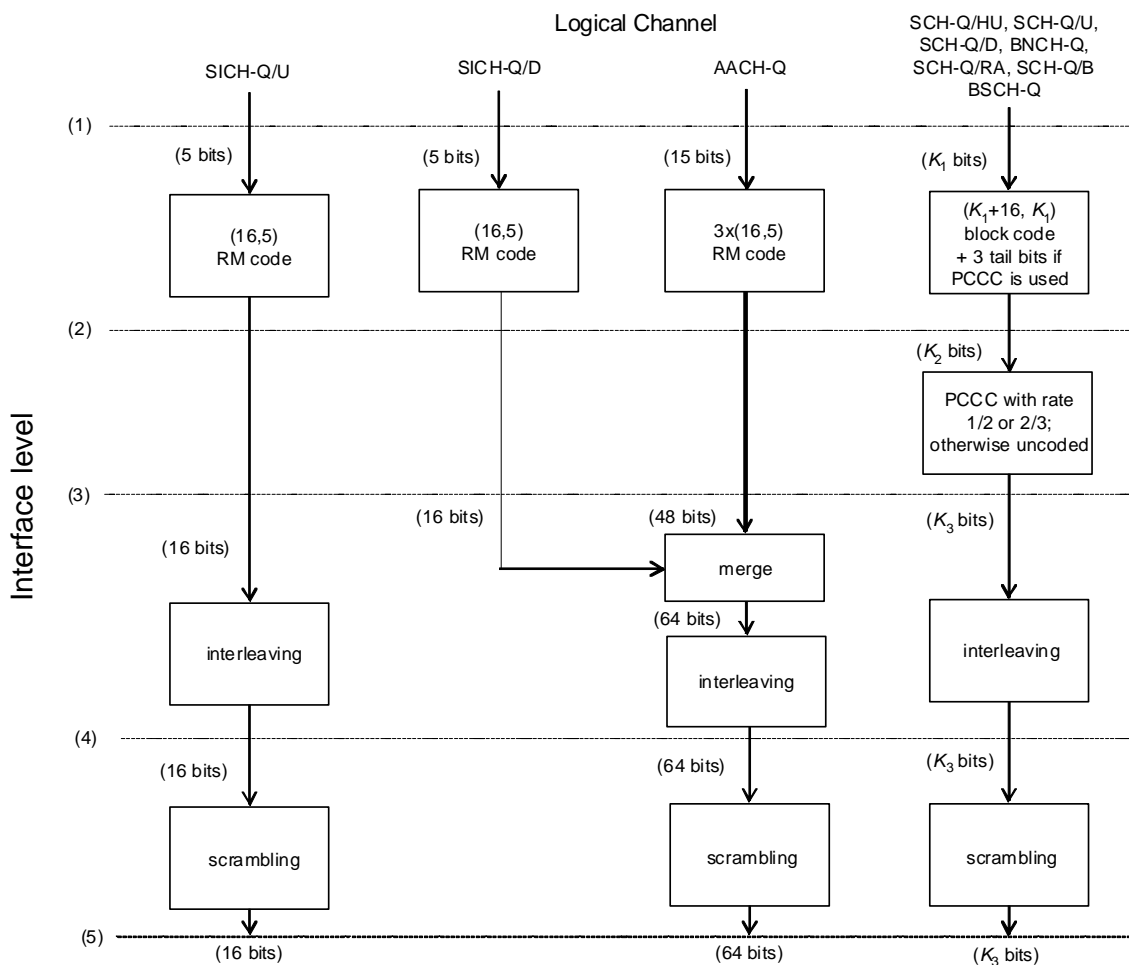 Logical Channel
SICH-Q/U
SICH-Q/D
AACH-Q
SCH-Q/HU, SCH-Q/U,
SCH-Q/D, BNCH-Q,
SCH-Q/RA, SCH-Q/B
BSCH-Q
Interface level
(1)
(5 bits)
(5 bits)
(15 bits)
(K1 bits)
(16,5)
RM code
(16,5)
RM code
3x(16,5)
RM code
(K1+16, K1)
block code
+ 3 tail bits if
PCCC is used
(2)
(K2 bits)
PCCC with rate
1/2 or 2/3;
otherwise uncoded
(3)
(16 bits)
(16 bits)
(48 bits)
(K3 bits)
merge
(64 bits)
interleaving
interleaving
interleaving
(4)
(16 bits)
(64 bits)
(K3 bits)
scrambling
scrambling
scrambling
(5)
(16 bits)
(64 bits)
(K3 bits)